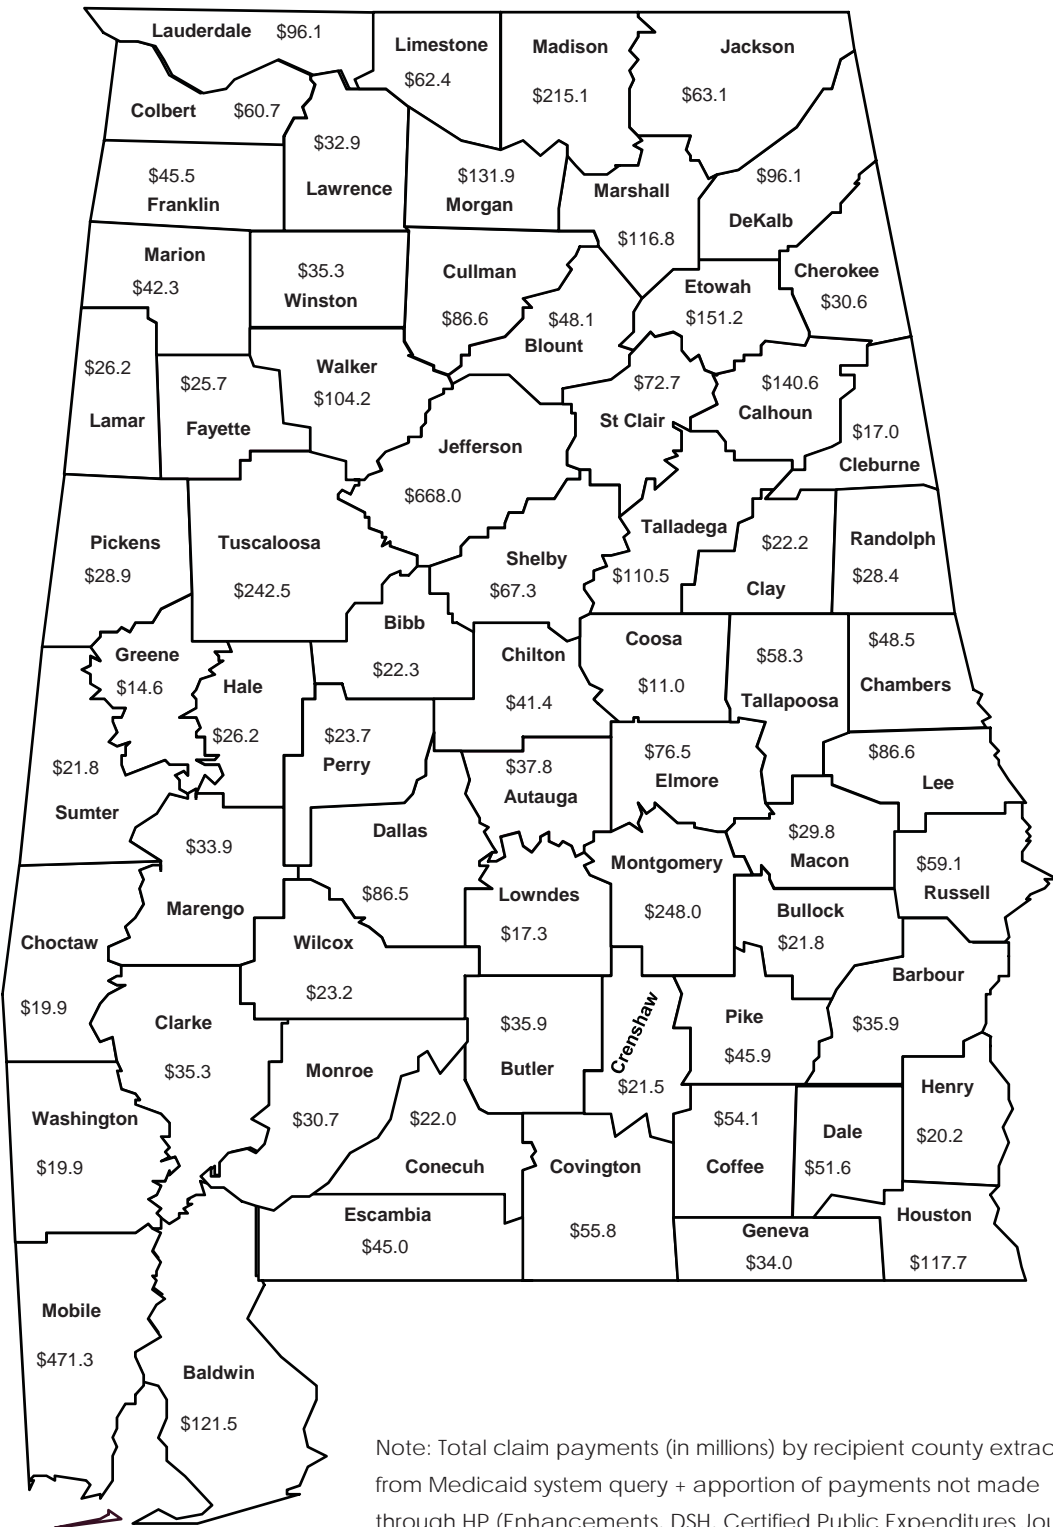 Lauderdale $96.1
Limestone
$62.4
Madison
$215.1
Jackson
$63.1
Colbert $60.7
$32.9
Lawrence
$45.5
Franklin
$131.9
Morgan
Marshall
$116.8
$96.1
DeKalb
Marion
$42.3
$35.3
Winston
Cullman
$86.6
$48.1
Blount
Etowah
$151.2
Cherokee
$30.6
$26.2
Lamar
$25.7
Fayette
Walker
$104.2
Jefferson
$668.0
$72.7
St Clair
$140.6
Calhoun
$17.0
Cleburne
Pickens
$28.9
Tuscaloosa
$242.5
Shelby
$67.3
Talladega
$110.5
$22.2
Clay
Randolph
$28.4
Bibb
$22.3
Greene
$14.6
Hale
$26.2
Chilton
$41.4
Coosa
$11.0
$58.3
Tallapoosa
$48.5
Chambers
$21.8
Sumter
$23.7
Perry
$37.8
Autauga
$76.5
Elmore
$86.6
Lee
$33.9
Marengo
Dallas
$86.5
Lowndes
$17.3
Montgomery
$248.0
$29.8
Macon
$59.1
Russell
Bullock
$21.8
Choctaw
$19.9
Wilcox
$23.2
Barbour
$35.9
Clarke
$35.3
Monroe
$30.7
$35.9
Butler
Crenshaw
$21.5
Pike
$45.9
Henry
$20.2
Washington
$19.9
$22.0
Conecuh
Covington
$55.8
$54.1
Coffee
Dale
$51.6
Escambia
$45.0
Geneva
$34.0
Houston
$117.7
Mobile
$471.3
Baldwin
$121.5
Note: Total claim payments (in millions) by recipient county extrac
from Medicaid system query + apportion of payments not made
through HP (Enhancements, DSH, Certified Public Expenditures, Jou